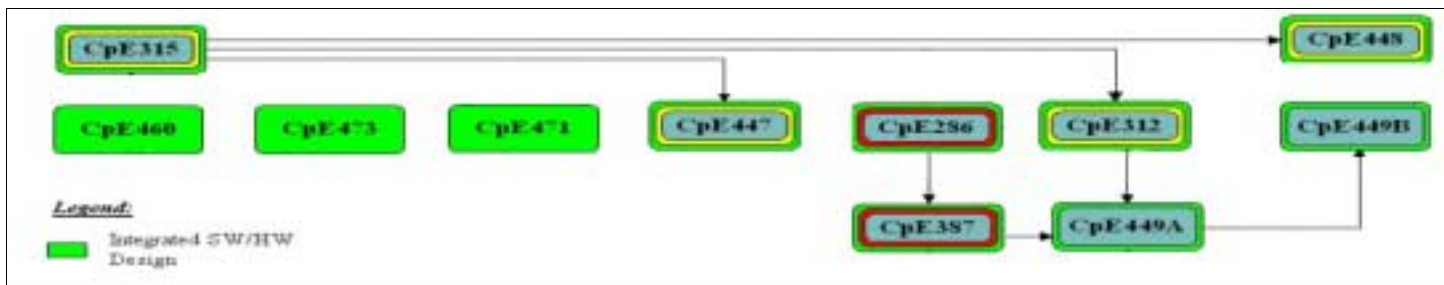 CpE315
CpE448
CpE460
CpE473
CpE471
CpE447
CpE286
CpE312
CpE449B
CpE387
CpE449A
Legend:
Integrated SW/HW
Design